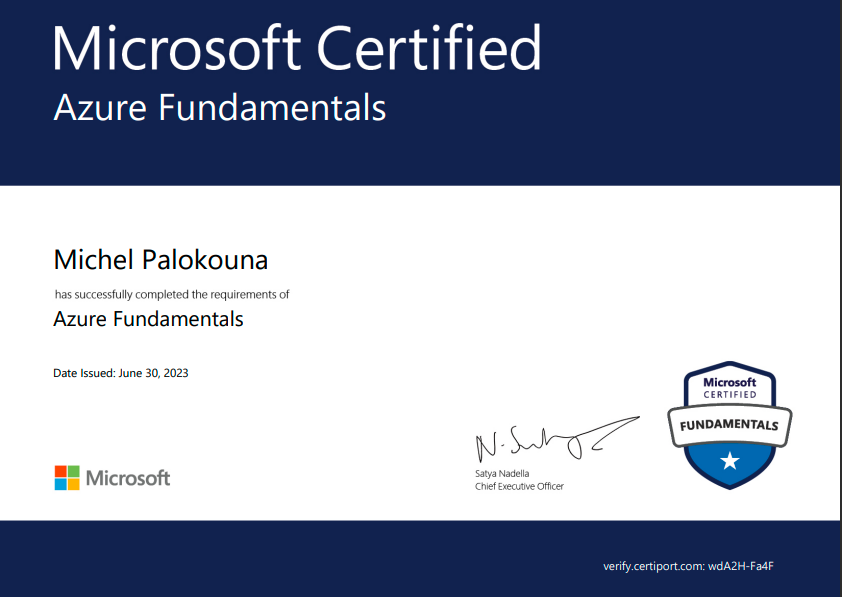 Microsoft Certified
Azure Fundamentals
Michel Palokouna
has successfully completed the requirements of
Azure Fundamentals
Date Issued: June 30, 2023
Microsoft
CERTIFIED
FUNDAMENTALS
N. Satya
Satya Nadella
Chief Executive Officer
Microsoft
verify.certiport.com: wdA2H-Fa4F